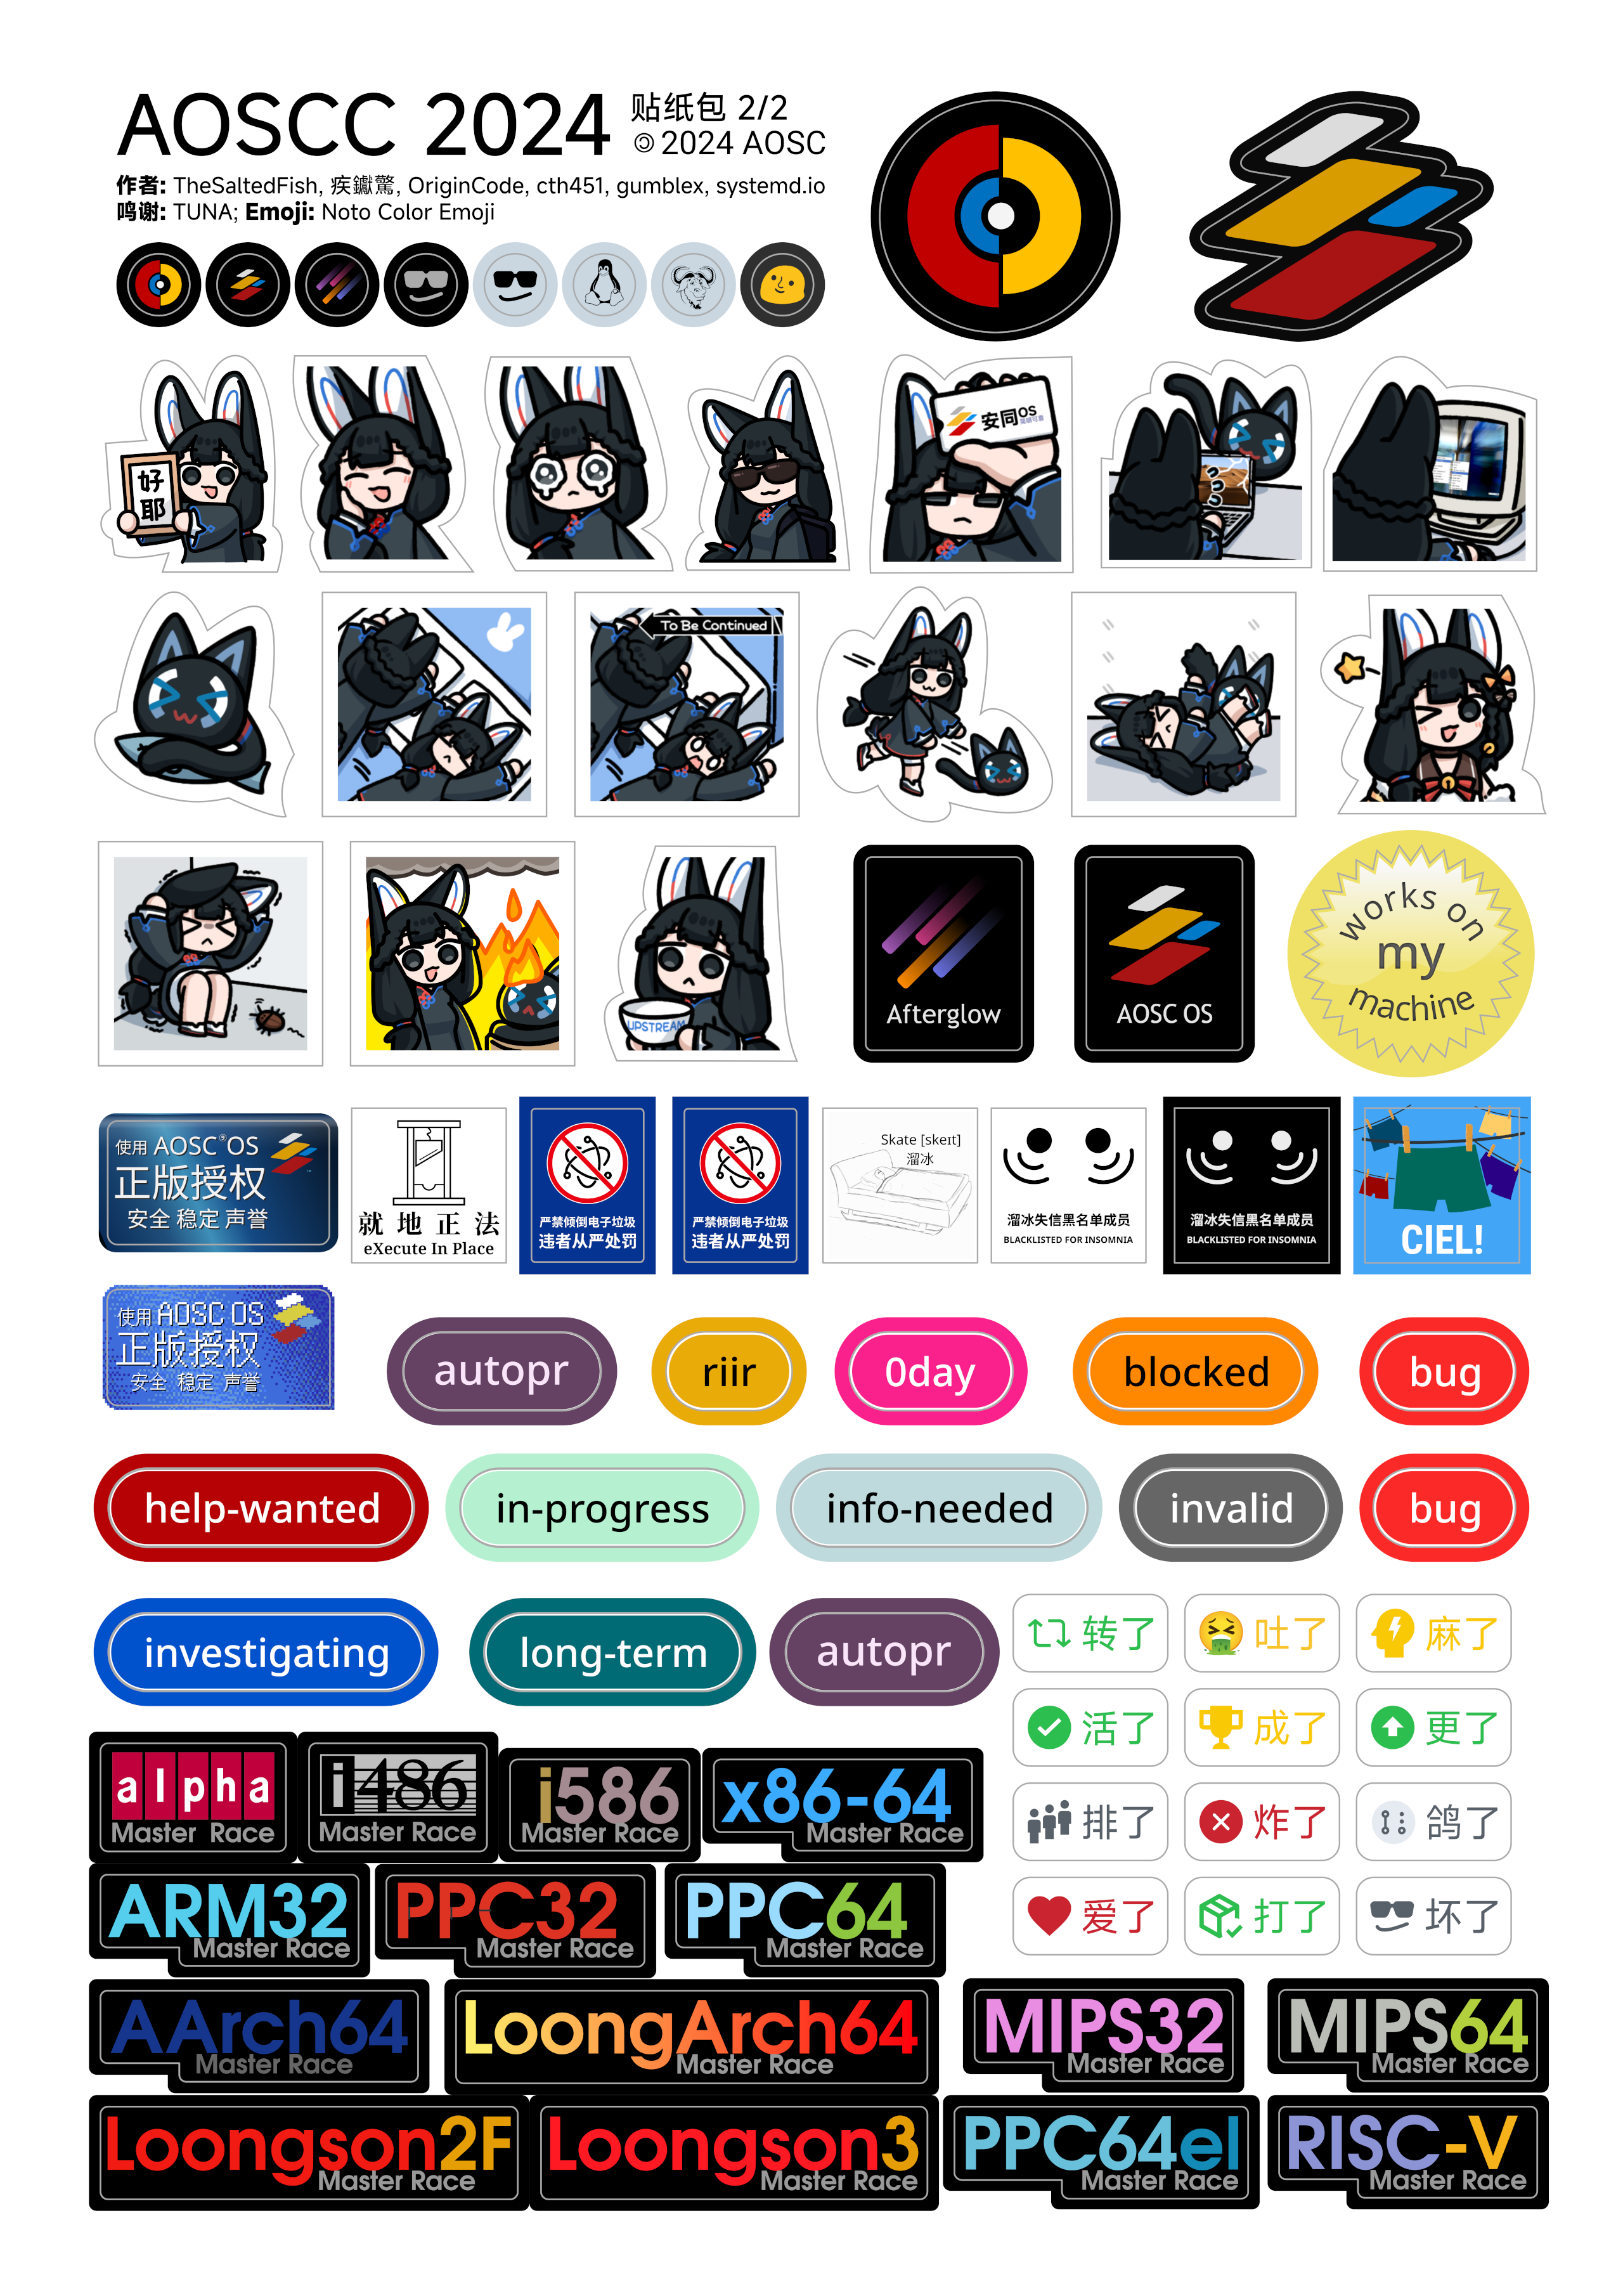 AOSCC 2024
贴纸包 2/2
🄯 2024 AOSC
作者: TheSaltedFish, 疾鑯驚, OriginCode, cth451, gumblex, systemd.io
鸣谢: TUNA; Emoji: Noto Color Emoji
好
耶
安同OS
To Be Continued
UPSTREAM
Afterglow
AOSC OS
works on
my
machine
使用 AOSC OS
正版授权
安全 稳定 声誉
就地正法
eXecute In Place
严禁倾倒电子垃圾
违者从严处罚
严禁倾倒电子垃圾
违者从严处罚
Skate [skeɪt]
溜冰
溜冰失信黑名单成员
BLACKLISTED FOR INSOMNIA
溜冰失信黑名单成员
BLACKLISTED FOR INSOMNIA
CIEL!
使用 AOSC OS
正版授权
安全 稳定 声誉
autopr
riir
0day
blocked
bug
help-wanted
in-progress
info-needed
invalid
bug
investigating
long-term
autopr
转了
吐了
麻了
活了
成了
更了
排了
炸了
鸽了
爱了
打了
坏了
alpha
Master Race
i486
Master Race
i586
Master Race
x86-64
Master Race
ARM32
Master Race
PPC32
Master Race
PPC64
Master Race
AArch64
Master Race
LoongArch64
Master Race
MIPS32
Master Race
MIPS64
Master Race
Loongson2F
Master Race
Loongson3
Master Race
PPC64el
Master Race
RISC-V
Master Race